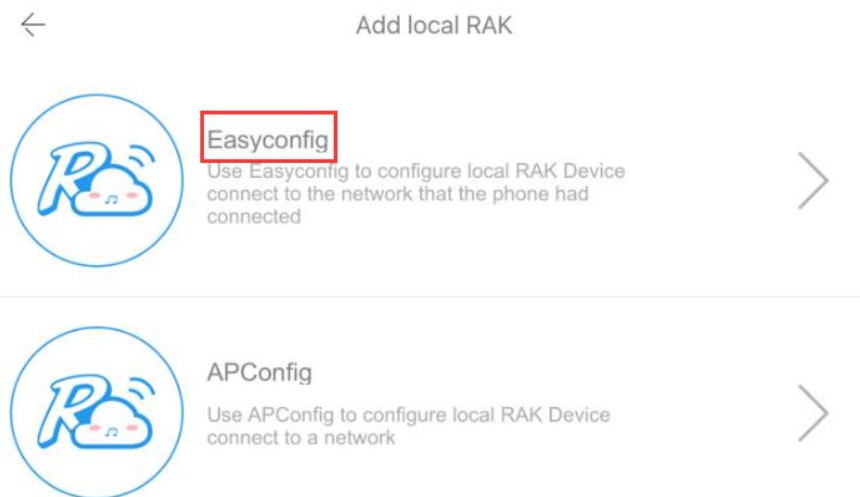 Add local RAK
Easyconfig
Use Easyconfig to configure local RAK Device
connect to the network that the phone had
connected
R
APConfig
Use APConfig to configure local RAK Device
connect to a network
R